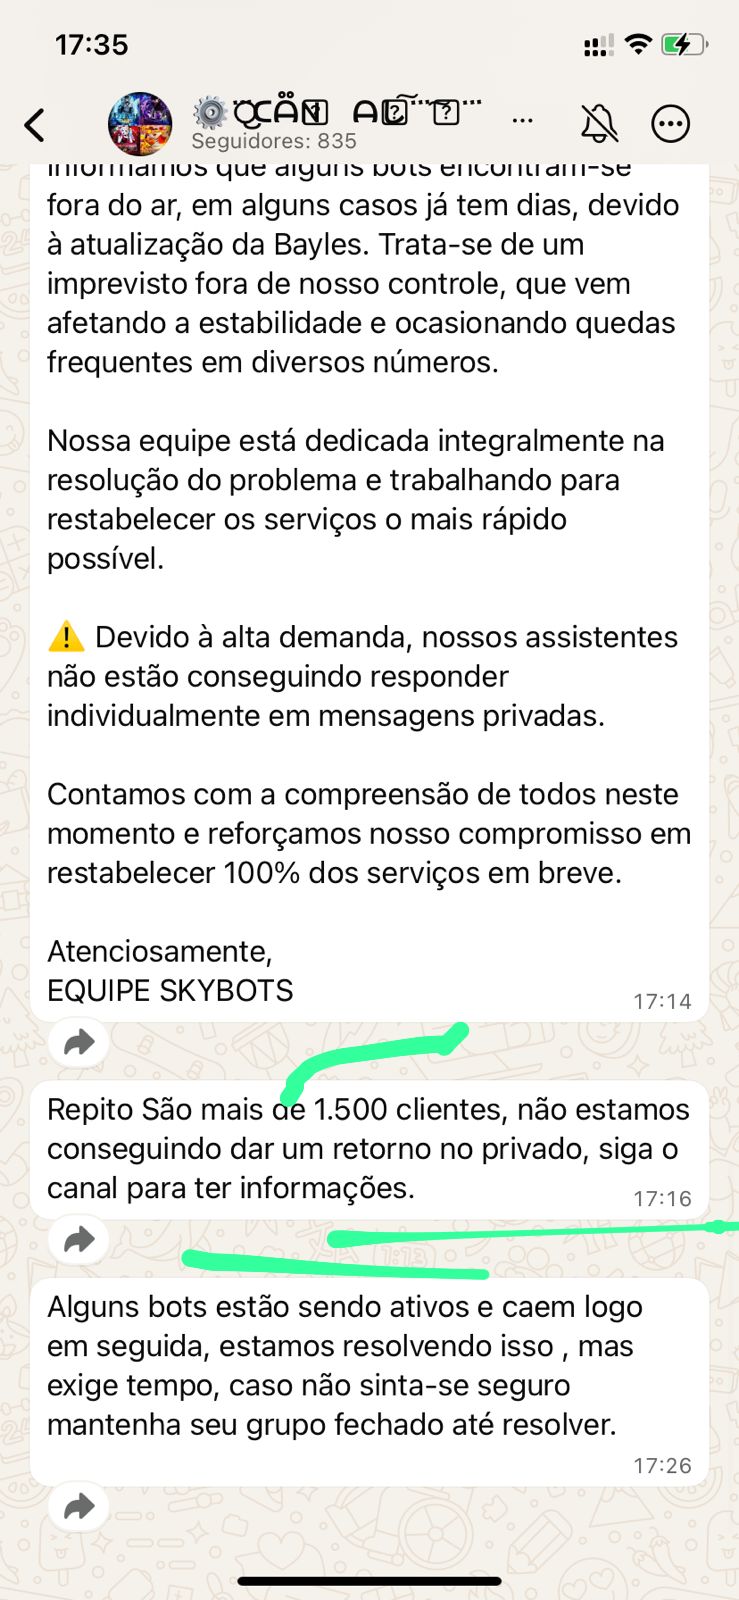 17:35
Seguidores: 835
...
Informamos que alguns bots encontram-se
fora do ar, em alguns casos já tem dias, devido
à atualização da Bayles. Trata-se de um
imprevisto fora de nosso controle, que vem
afetando a estabilidade e ocasionando quedas
frequentes em diversos números.
Nossa equipe está dedicada integralmente na
resolução do problema e trabalhando para
restabelecer os serviços o mais rápido
possível.
⚠️ Devido à alta demanda, nossos assistentes
não estão conseguindo responder
individualmente em mensagens privadas.
Contamos com a compreensão de todos neste
momento e reforçamos nosso compromisso em
restabelecer 100% dos serviços em breve.
Atenciosamente,
EQUIPE SKYBOTS
17:14
Repito São mais de 1.500 clientes, não estamos
conseguindo dar um retorno no privado, siga o
canal para ter informações.
17:16
Alguns bots estão sendo ativos e caem logo
em seguida, estamos resolvendo isso , mas
exige tempo, caso não sinta-se seguro
mantenha seu grupo fechado até resolver.
17:26